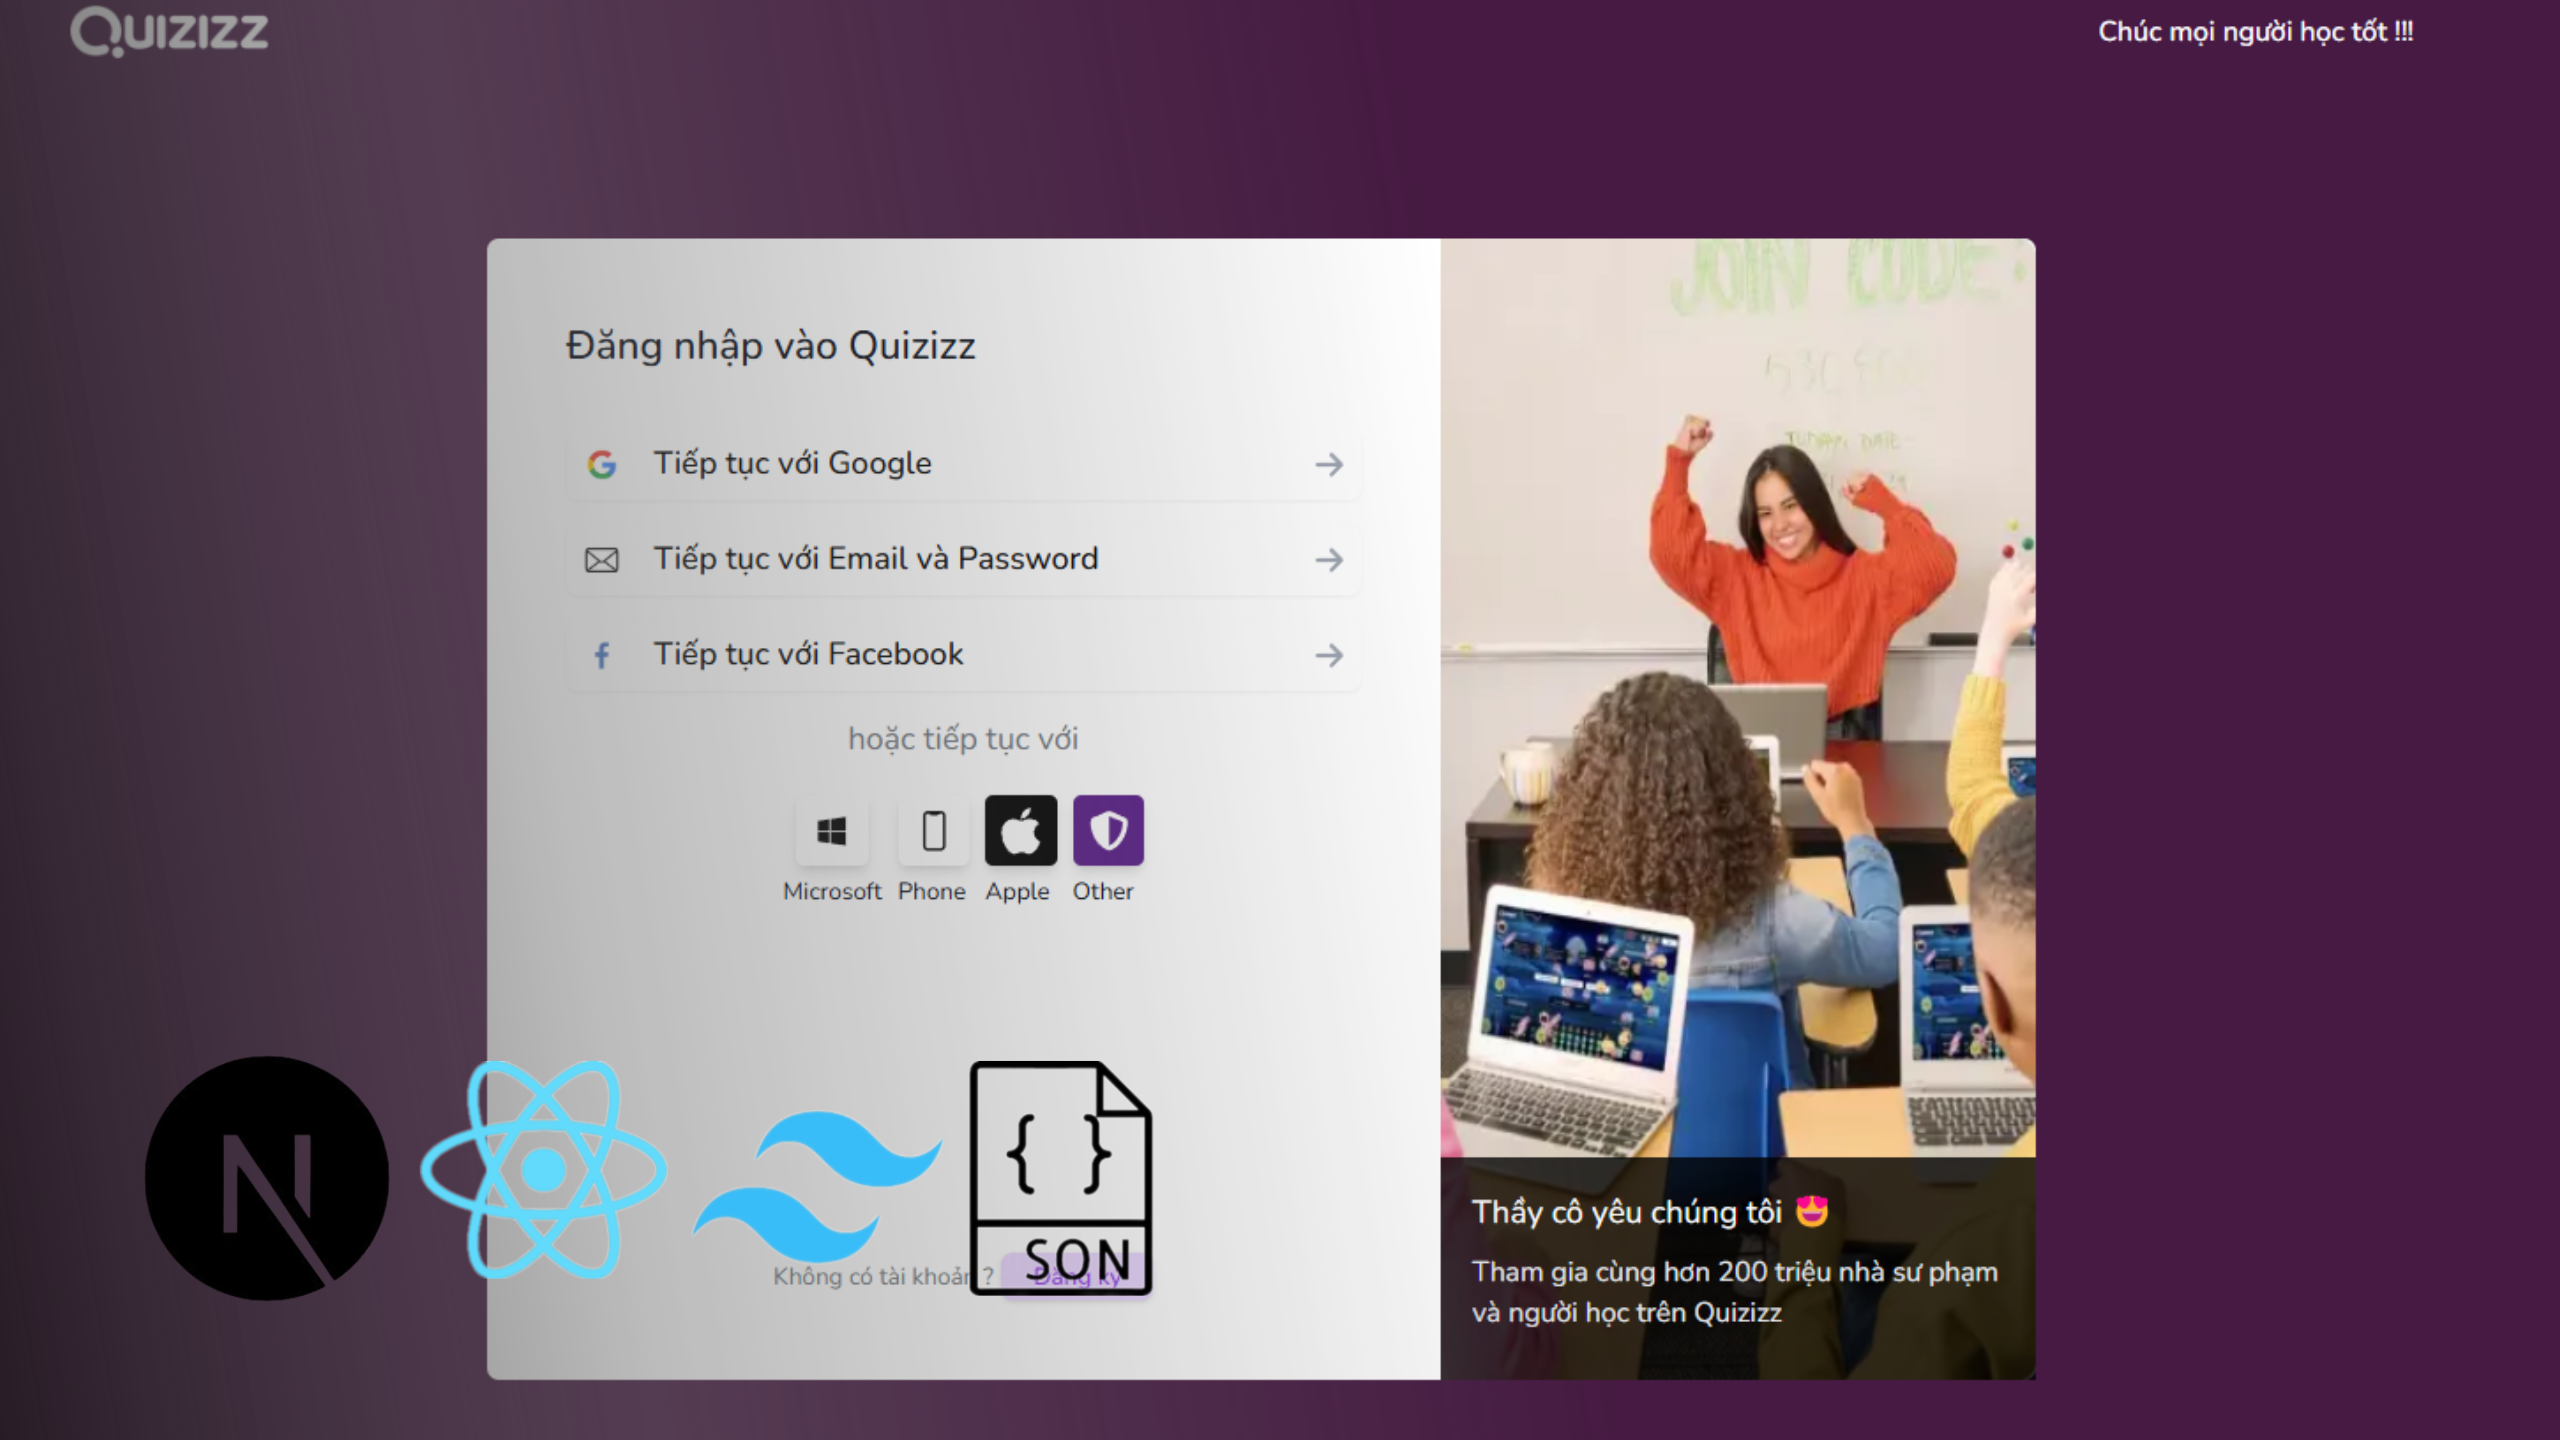 Quizizz
Chúc mọi người học tốt !!!
JOIN CODE:
Đăng nhập vào Quizizz
Tiếp tục với Google
Tiếp tục với Email và Password
Tiếp tục với Facebook
hoặc tiếp tục với
Microsoft Phone Apple Other
N
{ }
SON
Không có tài khoản ? Đăng ký
Thầy cô yêu chúng tôi 😍
Tham gia cùng hơn 200 triệu nhà sư phạm
và người học trên Quizizz